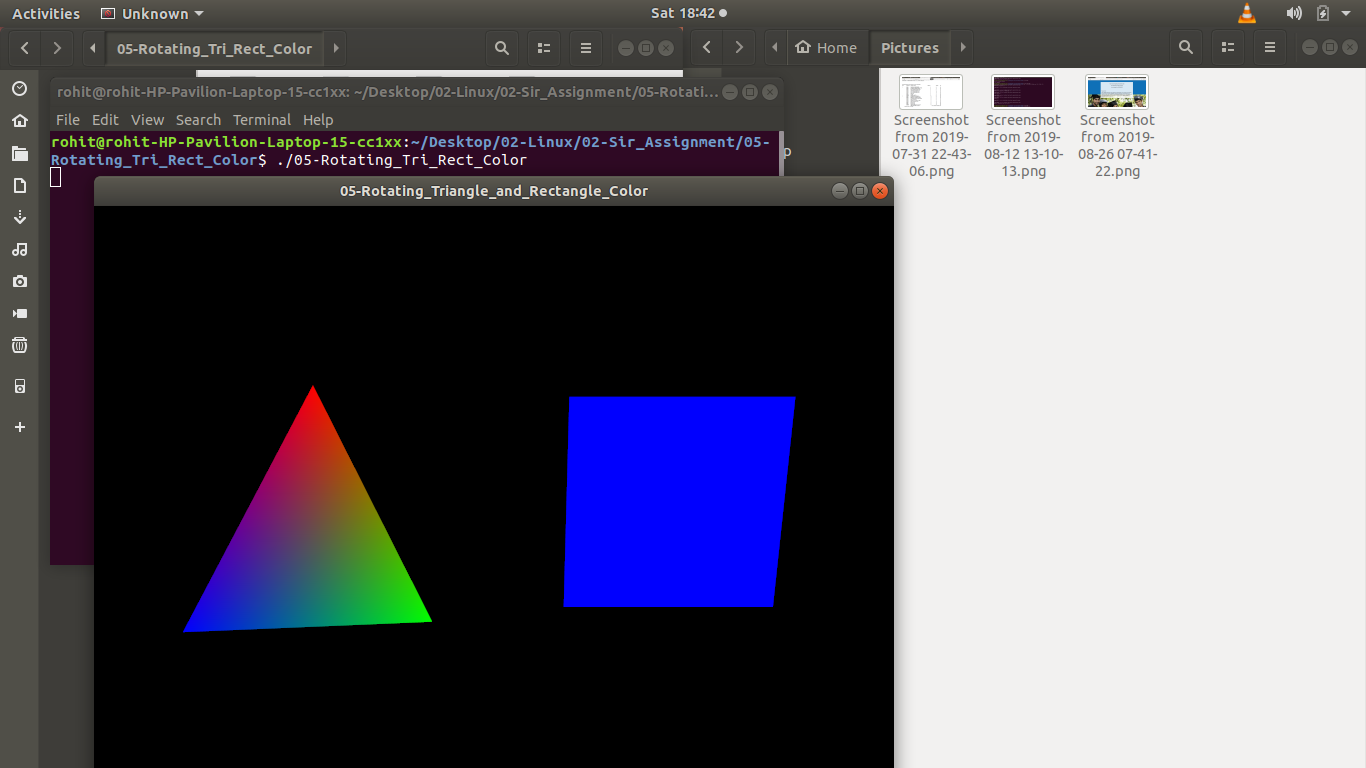 Activities
Unknown
Sat 18:42
05-Rotating_Tri_Rect_Color
Home
Pictures
rohit@rohit-HP-Pavilion-Laptop-15-cc1xx: ~/Desktop/02-Linux/02-Sir_Assignment/05-Rotati...
File Edit View Search Terminal Help
rohit@rohit-HP-Pavilion-Laptop-15-cc1xx:~/Desktop/02-Linux/02-Sir_Assignment/05-
Rotating_Tri_Rect_Color$ ./05-Rotating_Tri_Rect_Color
p
05-Rotating_Triangle_and_Rectangle_Color
Screenshot
from 2019-
07-31 22-43-
06.png
Screenshot
from 2019-
08-12 13-10-
13.png
Screenshot
from 2019-
08-26 07-41-
22.png